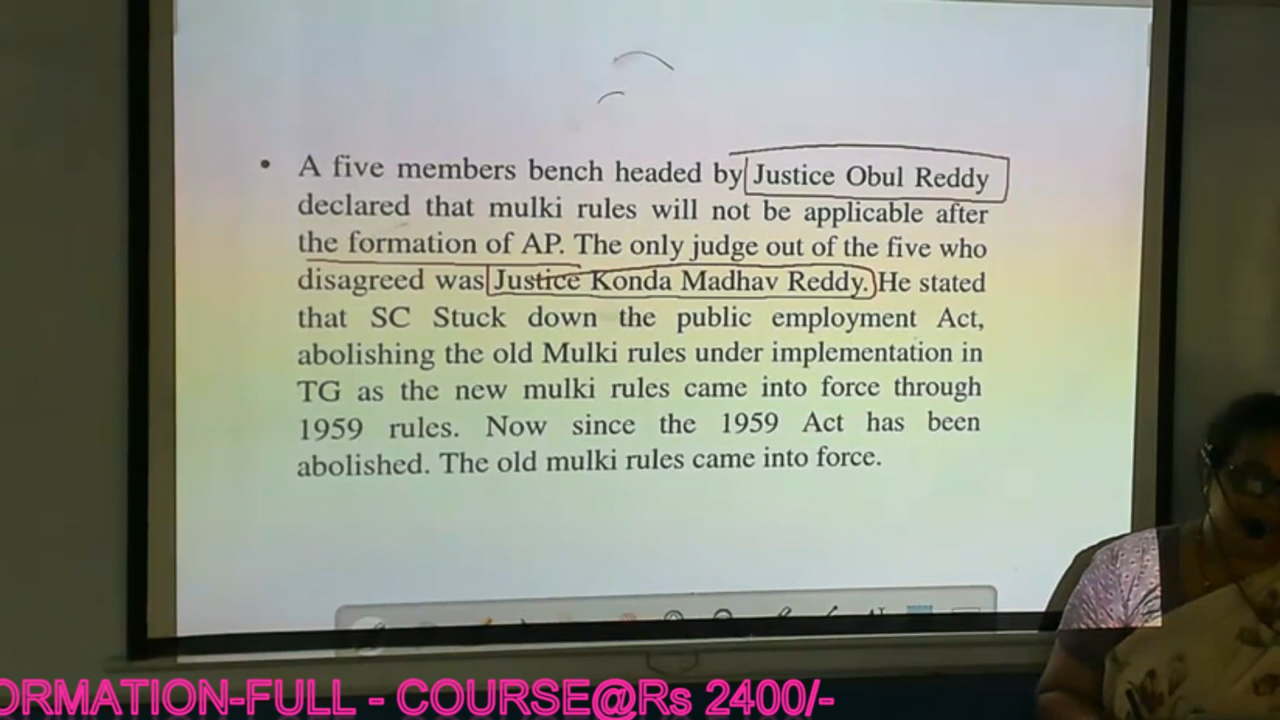 • A five members bench headed by Justice Obul Reddy
declared that mulki rules will not be applicable after
the formation of AP. The only judge out of the five who
disagreed was Justice Konda Madhav Reddy. He stated
that SC Stuck down the public employment Act,
abolishing the old Mulki rules under implementation in
TG as the new mulki rules came into force through
1959 rules. Now since the 1959 Act has been
abolished. The old mulki rules came into force.
ORMATION-FULL - COURSE@Rs 2400/-